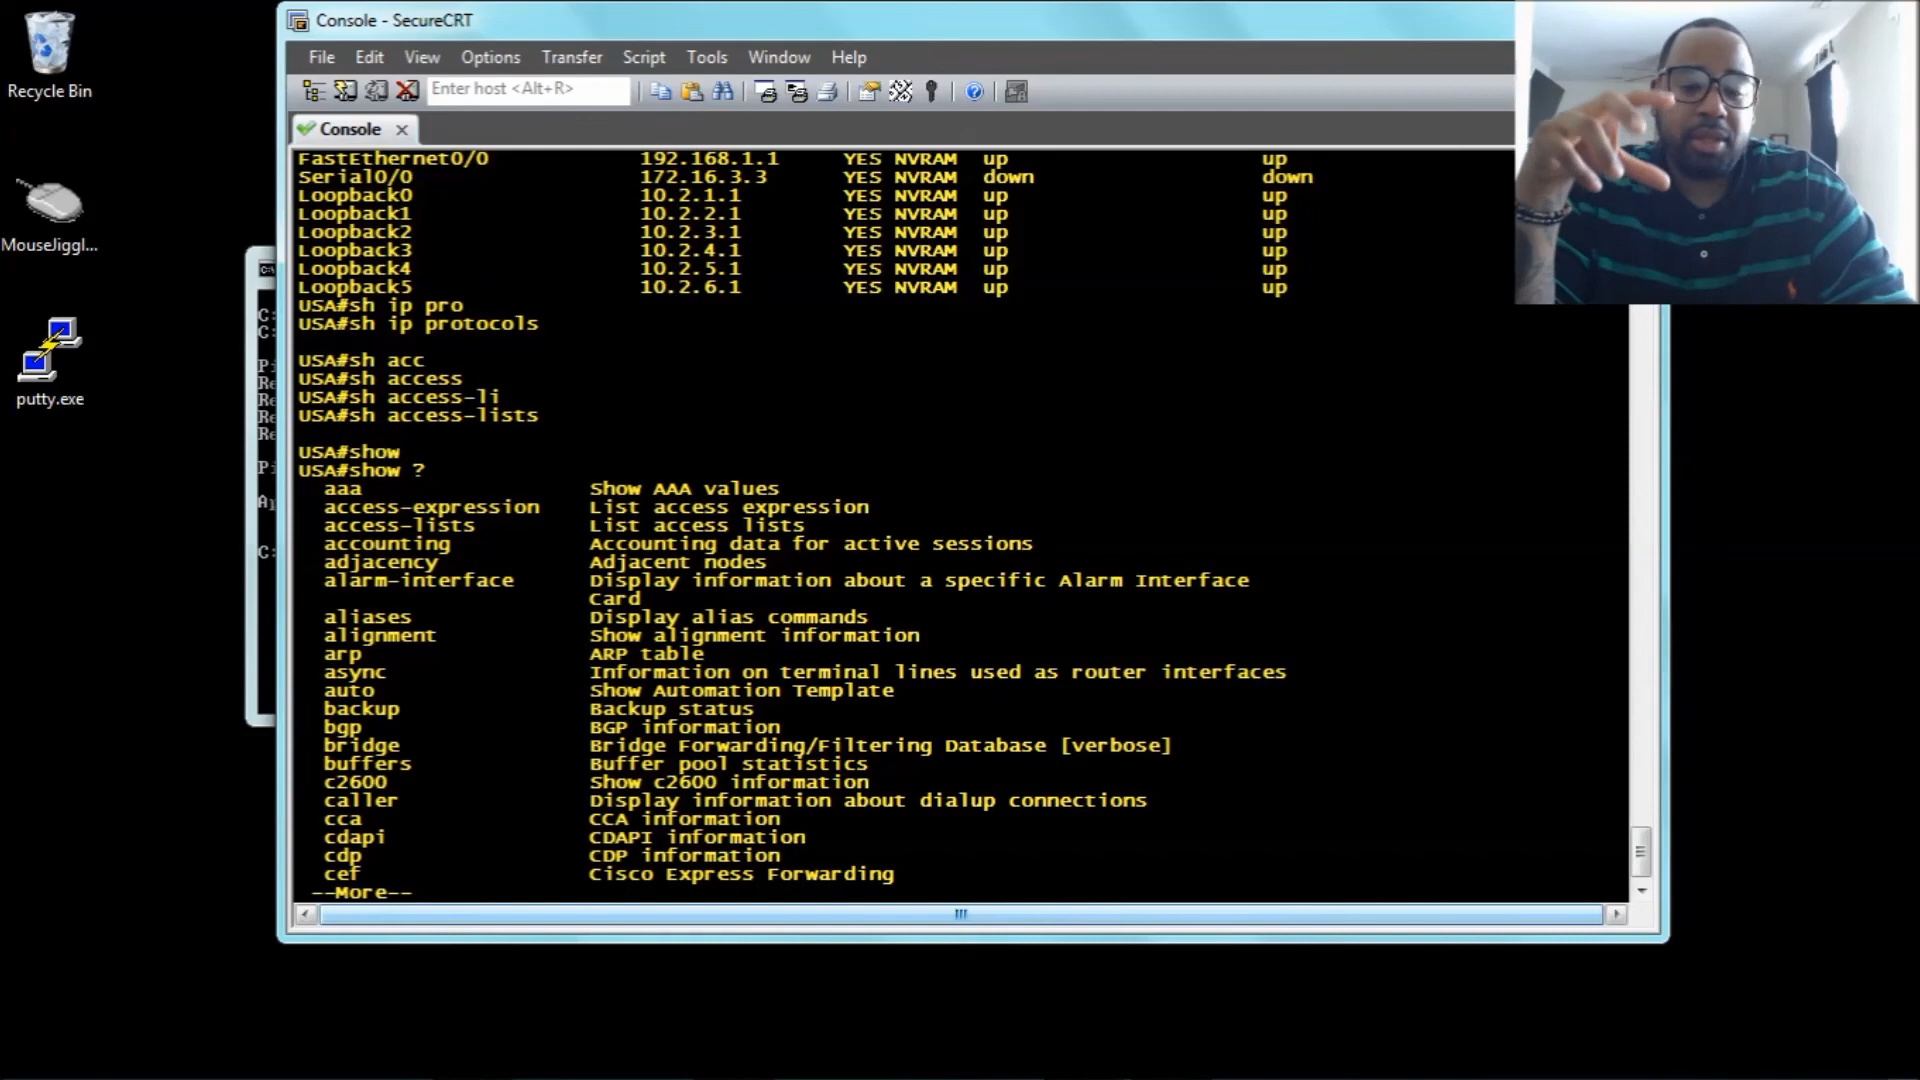 Recycle Bin
MouseJiggl...
putty.exe
Console - SecureCRT
File Edit View Options Transfer Script Tools Window Help
Enter host <Alt+R>
Console
FastEthernet0/0 192.168.1.1 YES NVRAM up up
Serial0/0 172.16.3.3 YES NVRAM down down
Loopback0 10.2.1.1 YES NVRAM up up
Loopback1 10.2.2.1 YES NVRAM up up
Loopback2 10.2.3.1 YES NVRAM up up
Loopback3 10.2.4.1 YES NVRAM up up
Loopback4 10.2.5.1 YES NVRAM up up
Loopback5 10.2.6.1 YES NVRAM up up
USA#sh ip pro
USA#sh ip protocols
USA#sh acc
USA#sh access
USA#sh access-li
USA#sh access-lists
USA#show
USA#show ?
aaa Show AAA values
access-expression List access expression
access-lists List access lists
accounting Accounting data for active sessions
adjacency Adjacent nodes
alarm-interface Display information about a specific Alarm Interface
Card
aliases Display alias commands
alignment Show alignment information
arp ARP table
async Information on terminal lines used as router interfaces
auto Show Automation Template
backup Backup status
bgp BGP information
bridge Bridge Forwarding/Filtering Database [verbose]
buffers Buffer pool statistics
c2600 Show c2600 information
caller Display information about dialup connections
cca CCA information
cdapi CDAPI information
cdp CDP information
cef Cisco Express Forwarding
--More--